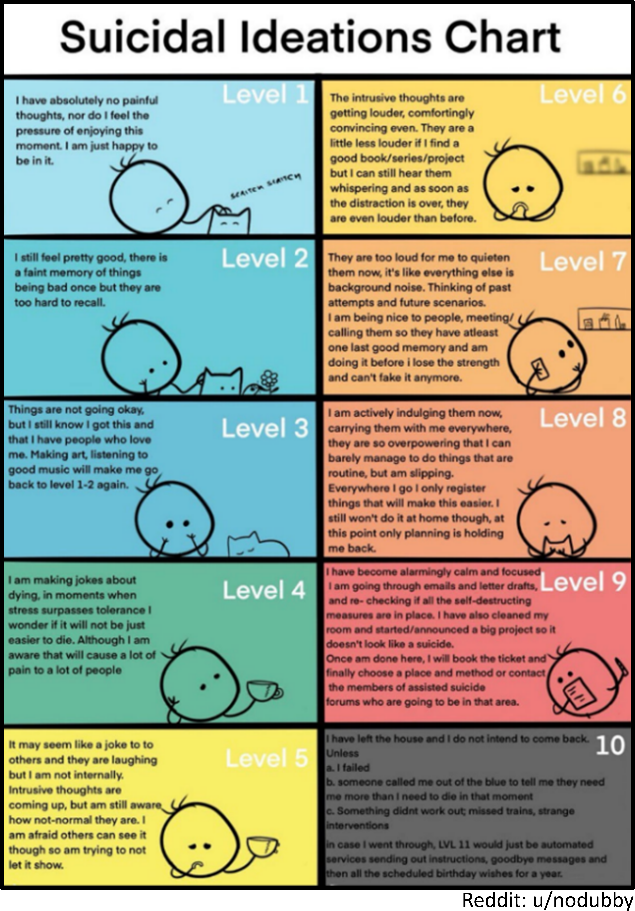 Suicidal Ideations Chart
Level 1
I have absolutely no painful
thoughts, nor do I feel the
pressure of enjoying this
moment. I am just happy to
be in it.
SCRITCH SCRITCH
Level 2
I still feel pretty good, there is
a faint memory of things
being bad once but they are
too hard to recall.
Level 3
Things are not going okay,
but I still know I got this and
that I have people who love
me. Making art, listening to
good music will make me go
back to level 1-2 again.
Level 4
I am making jokes about
dying, in moments when
stress surpasses tolerance I
wonder if it will not be just
easier to die. Although I am
aware that will cause a lot of
pain to a lot of people
Level 5
It may seem like a joke to to
others and they are laughing
but I am not internally.
Intrusive thoughts are
coming up, but am still aware
how not-normal they are. I
am afraid others can see it
though so am trying to not
let it show.
Level 6
The intrusive thoughts are
getting louder, comfortingly
convincing even. They are a
little less louder if I find a
good book/series/project
but I can still hear them
whispering and as soon as
the distraction is over, they
are even louder than before.
Level 7
They are too loud for me to quieten
them now, it's like everything else is
background noise. Thinking of past
attempts and future scenarios.
I am being nice to people, meeting/
calling them so they have atleast
one last good memory and am
doing it before i lose the strength
and can't fake it anymore.
Level 8
I am actively indulging them now,
carrying them with me everywhere,
they are so overpowering that I can
barely manage to do things that are
routine, but am slipping.
Everywhere I go I only register
things that will make this easier. I
still won't do it at home though, at
this point only planning is holding
me back.
Level 9
I have become alarmingly calm and focused
I am going through emails and letter drafts,
and re- checking if all the self-destructing
measures are in place. I have also cleaned my
room and started/announced a big project so it
doesn't look like a suicide.
Once am done here, I will book the ticket and
finally choose a place and method or contact
the members of assisted suicide
forums who are going to be in that area.
10
I have left the house and I do not intend to come back.
Unless
a. I failed
b. someone called me out of the blue to tell me they need
me more than I need to die in that moment
c. Something didnt work out; missed trains, strange
interventions
in case I went through, LVL 11 would just be automated
services sending out instructions, goodbye messages and
then all the scheduled birthday wishes for a year.
Reddit: u/nodubby